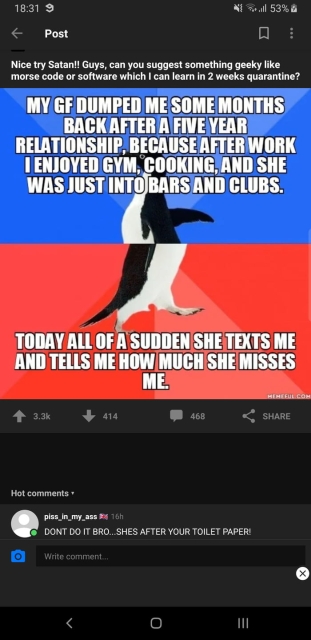 18:31
53%
Post
Nice try Satan!! Guys, can you suggest something geeky like
morse code or software which I can learn in 2 weeks quarantine?
MY GF DUMPED ME SOME MONTHS
BACK AFTER A FIVE YEAR
RELATIONSHIP, BECAUSE AFTER WORK
I ENJOYED GYM, COOKING, AND SHE
WAS JUST INTO BARS AND CLUBS.
TODAY ALL OF A SUDDEN SHE TEXTS ME
AND TELLS ME HOW MUCH SHE MISSES
ME.
MEMEFUL.COM
3.3k 414 468 SHARE
Hot comments
piss_in_my_ass 16h
DONT DO IT BRO...SHES AFTER YOUR TOILET PAPER!
Write comment...